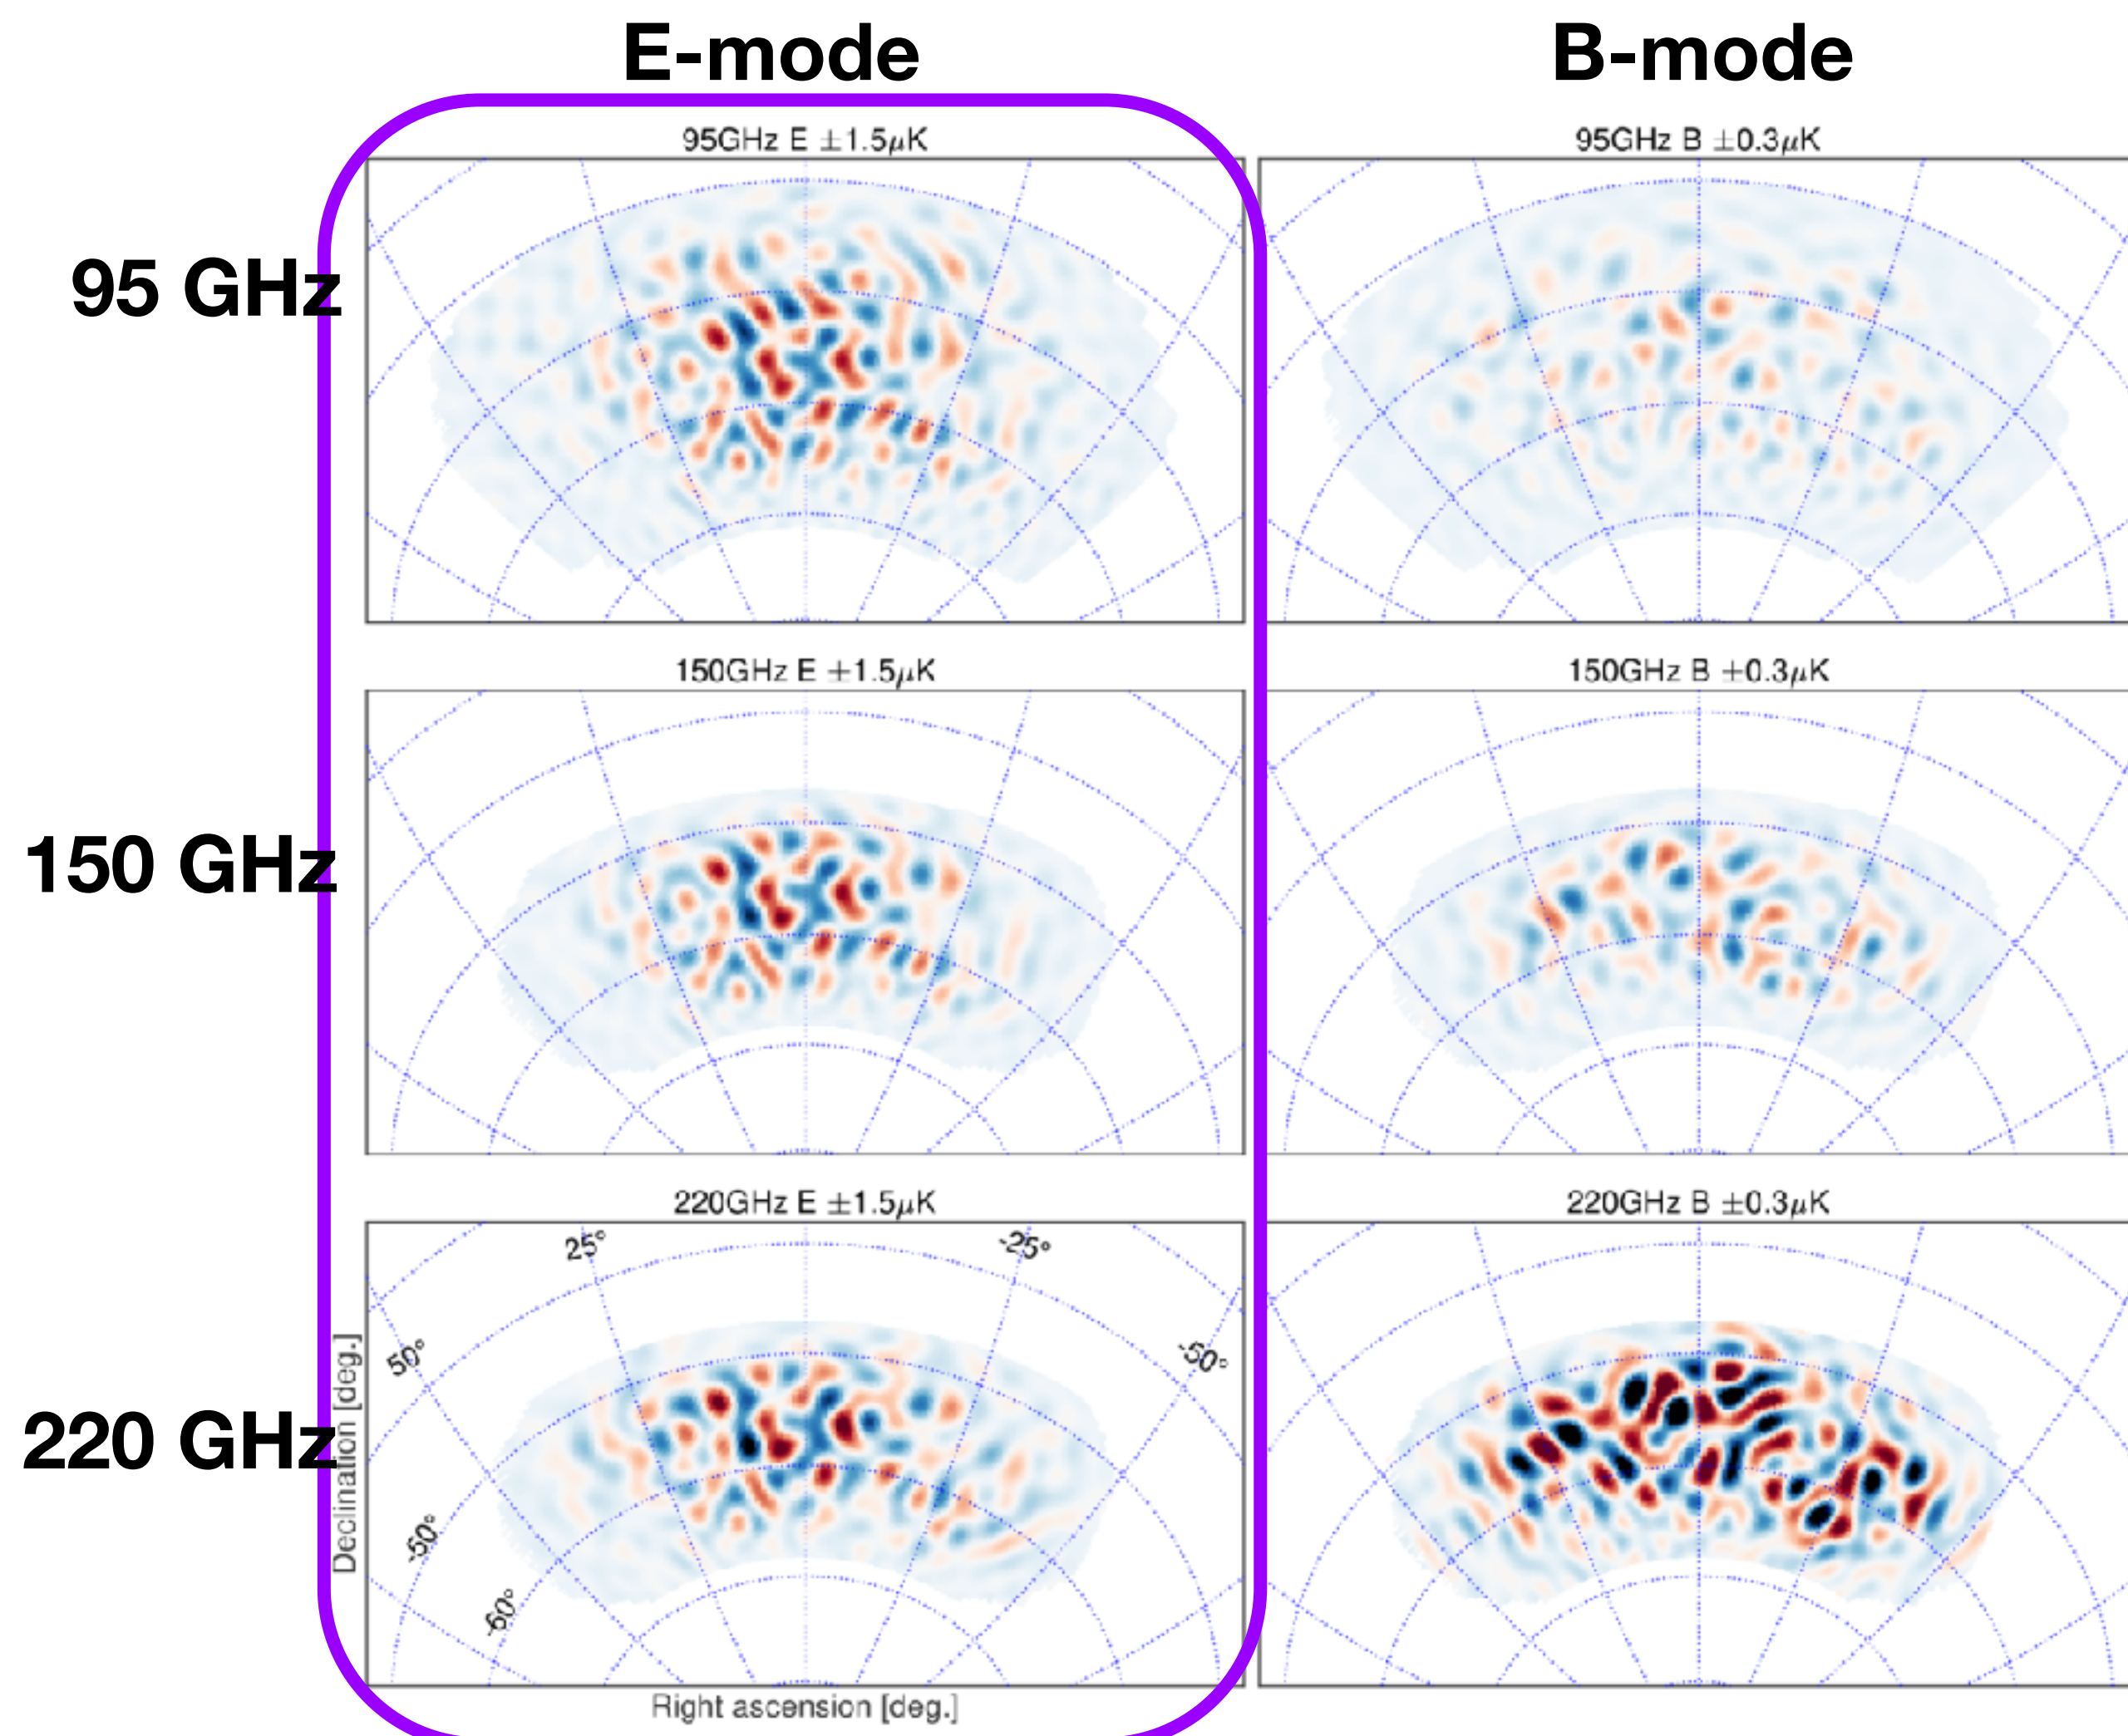 E-mode
B-mode
95GHz E ±1.5μK
95GHz B ±0.3μK
95 GHz
150GHz E ±1.5μK
150GHz B ±0.3μK
150 GHz
220GHz E ±1.5μK
220GHz B ±0.3μK
25°
-25°
50°
-50°
220 GHz
Declination [deg.]
-50°
-60°
Right ascension [deg.]